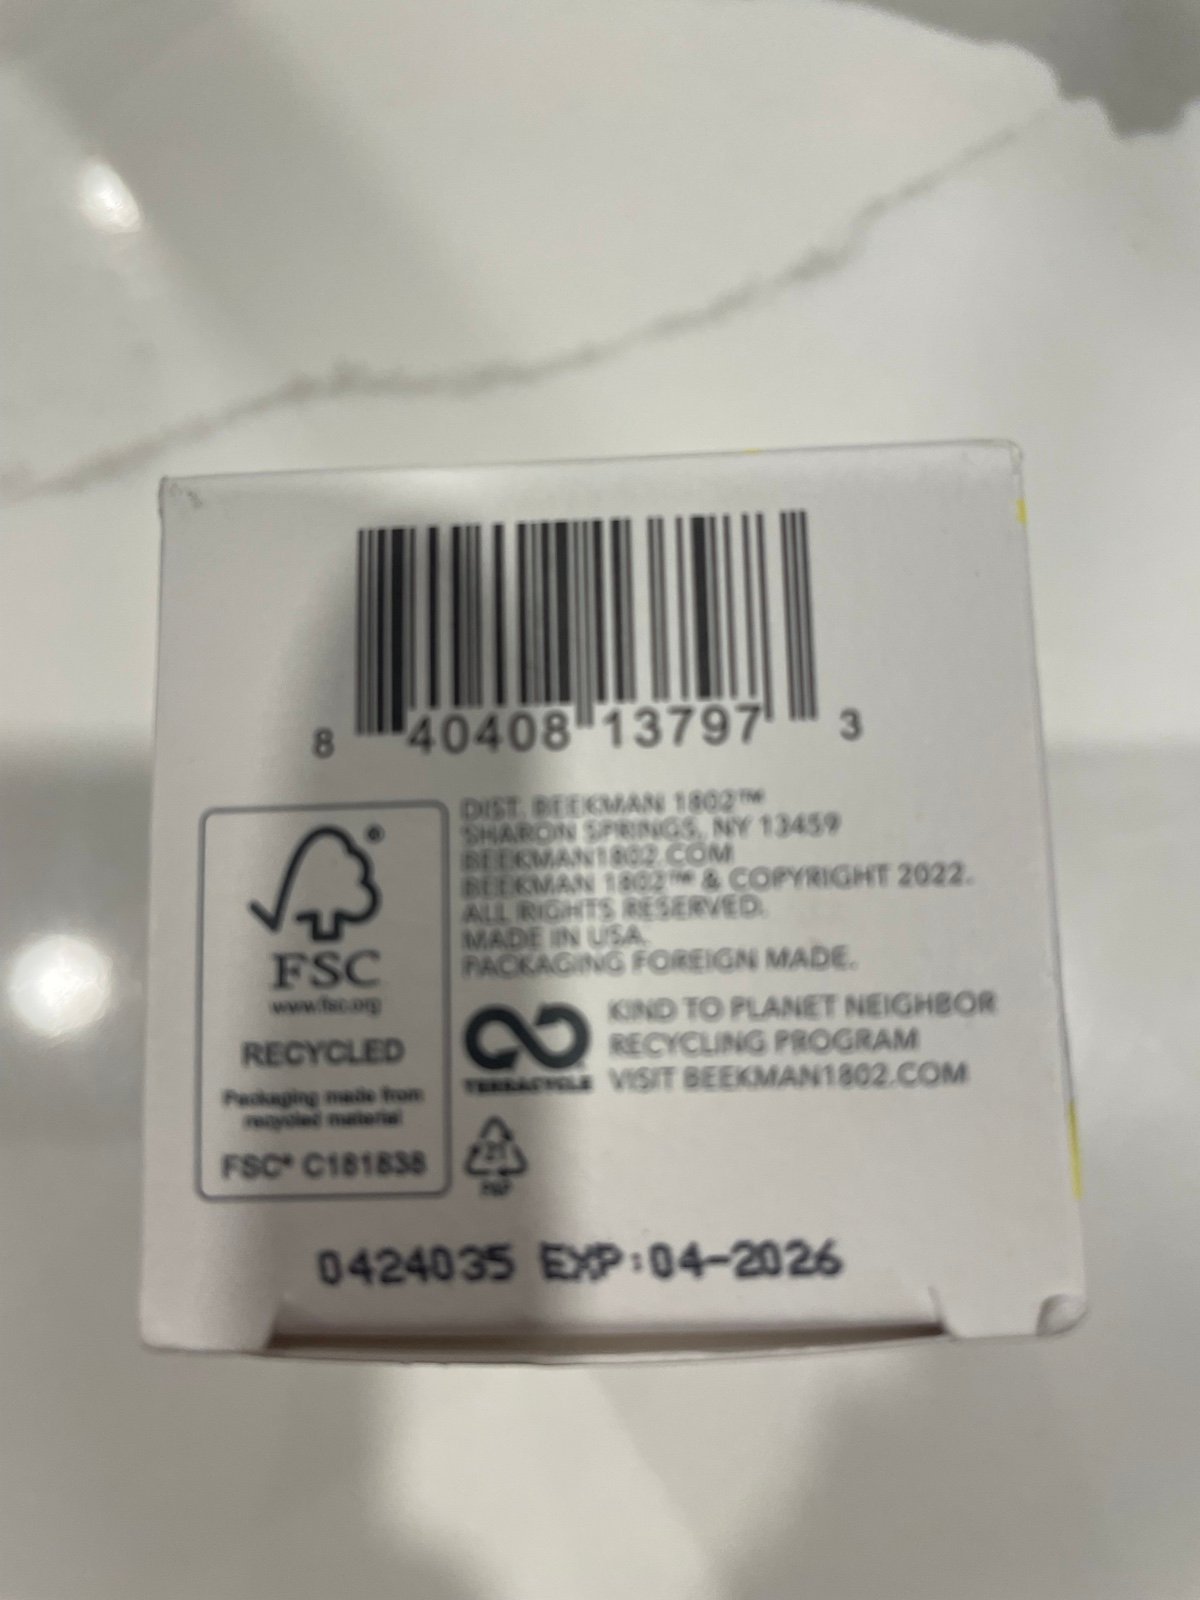 8 40408 13797 3
DIST. BEEKMAN 1802™
SHARON SPRINGS, NY 13459
BEEKMAN1802.COM
BEEKMAN 1802™ & COPYRIGHT 2022.
ALL RIGHTS RESERVED.
MADE IN USA.
PACKAGING FOREIGN MADE.
®
FSC
www.fsc.org
RECYCLED
Packaging made from
recycled material
FSC® C181838
TERRACYCLE
KIND TO PLANET NEIGHBOR
RECYCLING PROGRAM
VISIT BEEKMAN1802.COM
21
PAP
0424035 EXP:04-2026